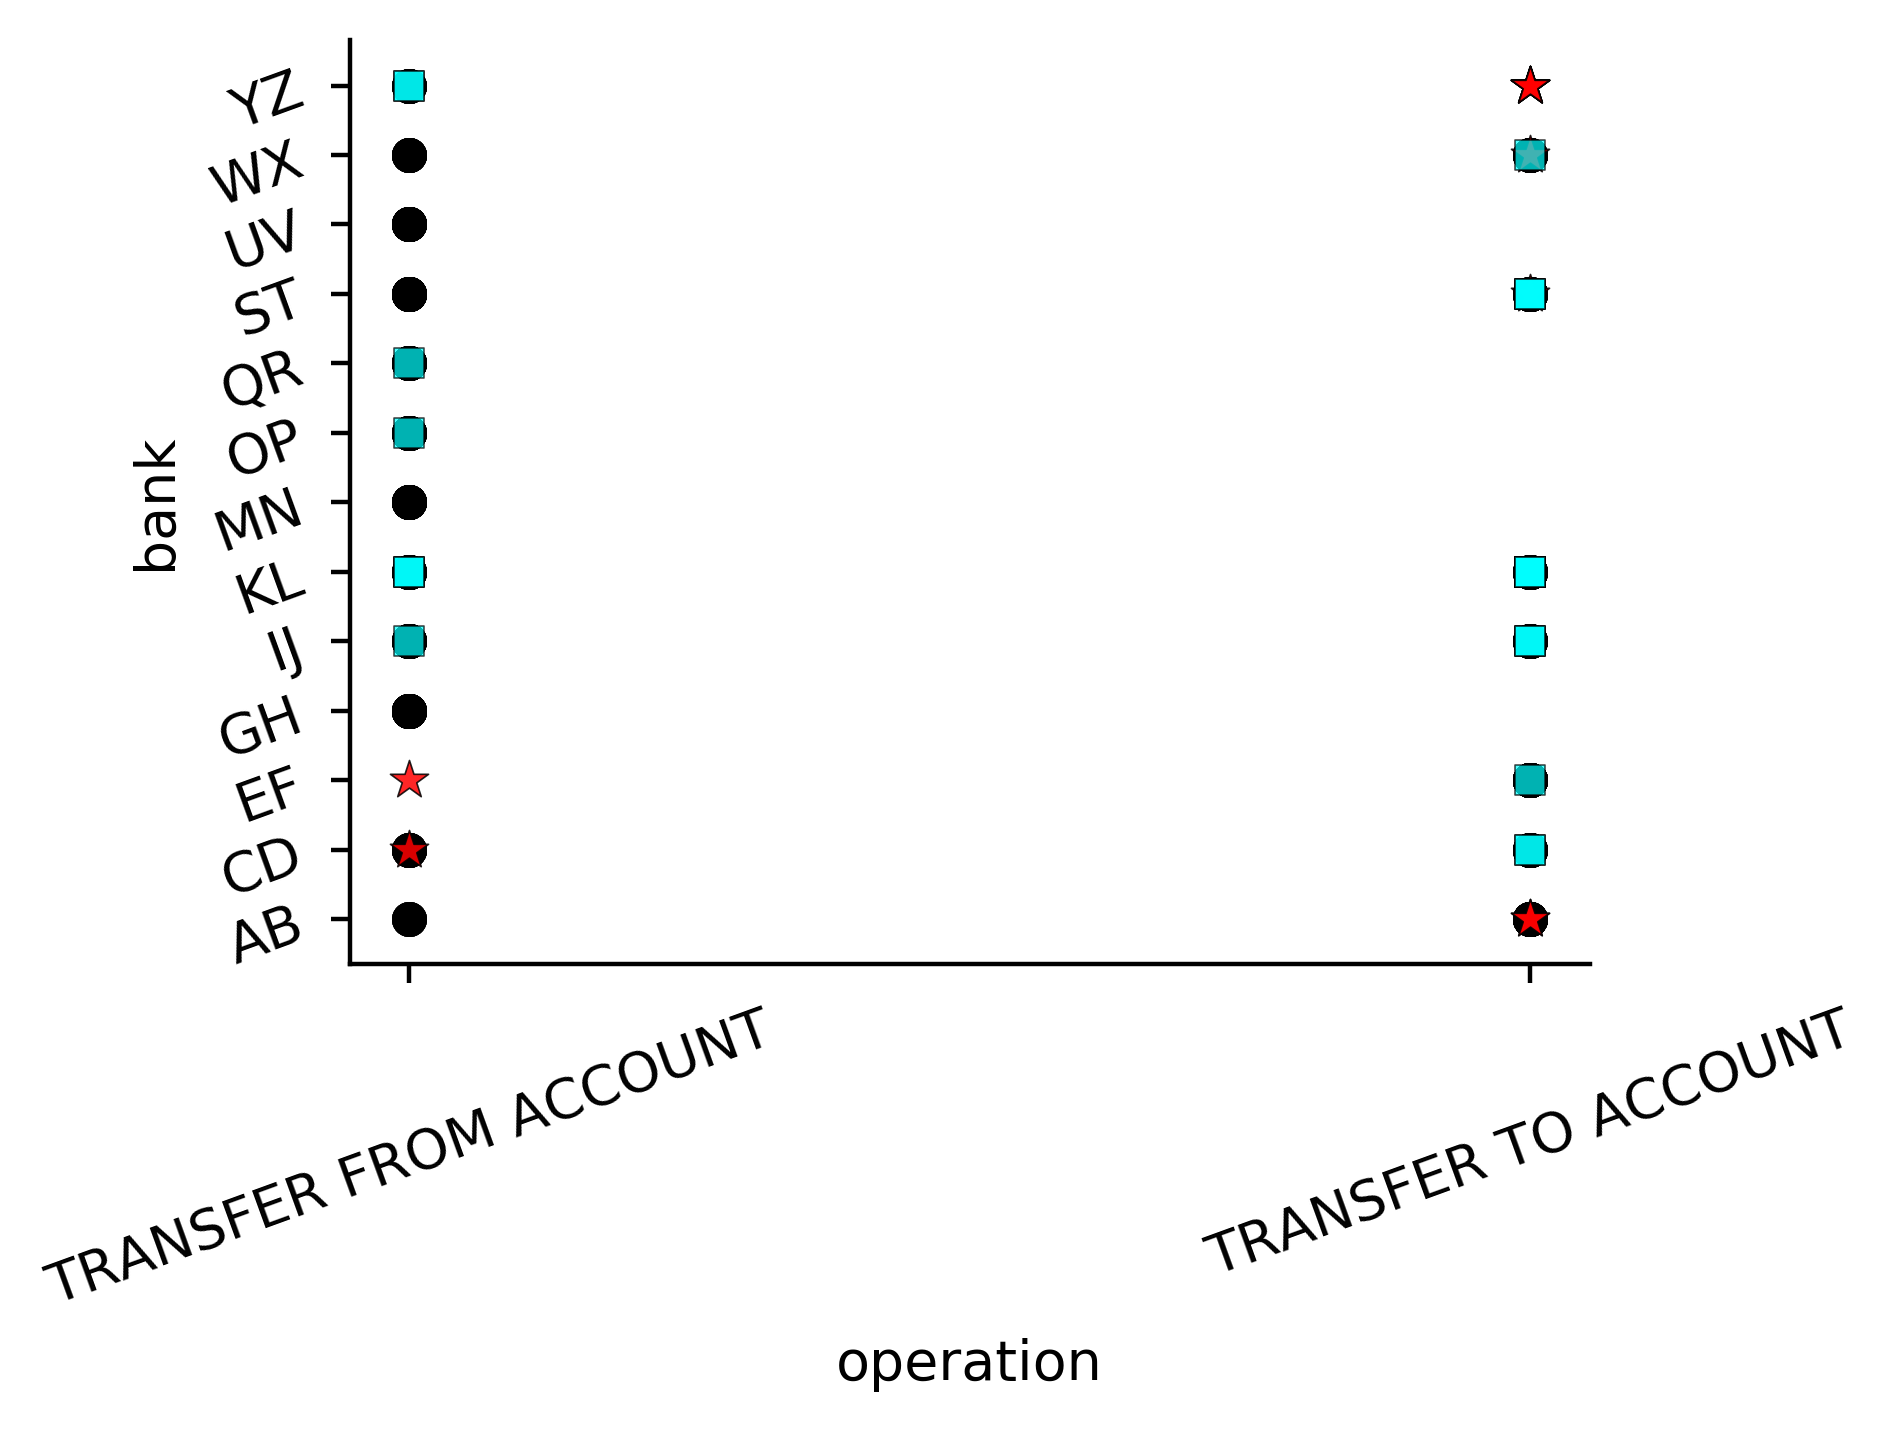 YZ
WX
UV
ST
QR
OP
MN
KL
IJ
GH
EF
CD
AB
bank
TRANSFER FROM ACCOUNT
TRANSFER TO ACCOUNT
operation